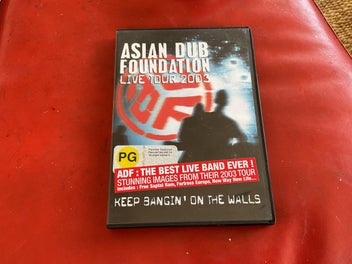 ASIAN DUB
FOUNDATION
LIVE TOUR 2003
ADF
PG
ADF : THE BEST LIVE BAND EVER !
STUNNING IMAGES FROM THEIR 2003 TOUR
Includes : Free Satpal Ram, Fortress Europe, New Way New Life...
KEEP BANGIN' ON THE WALLS